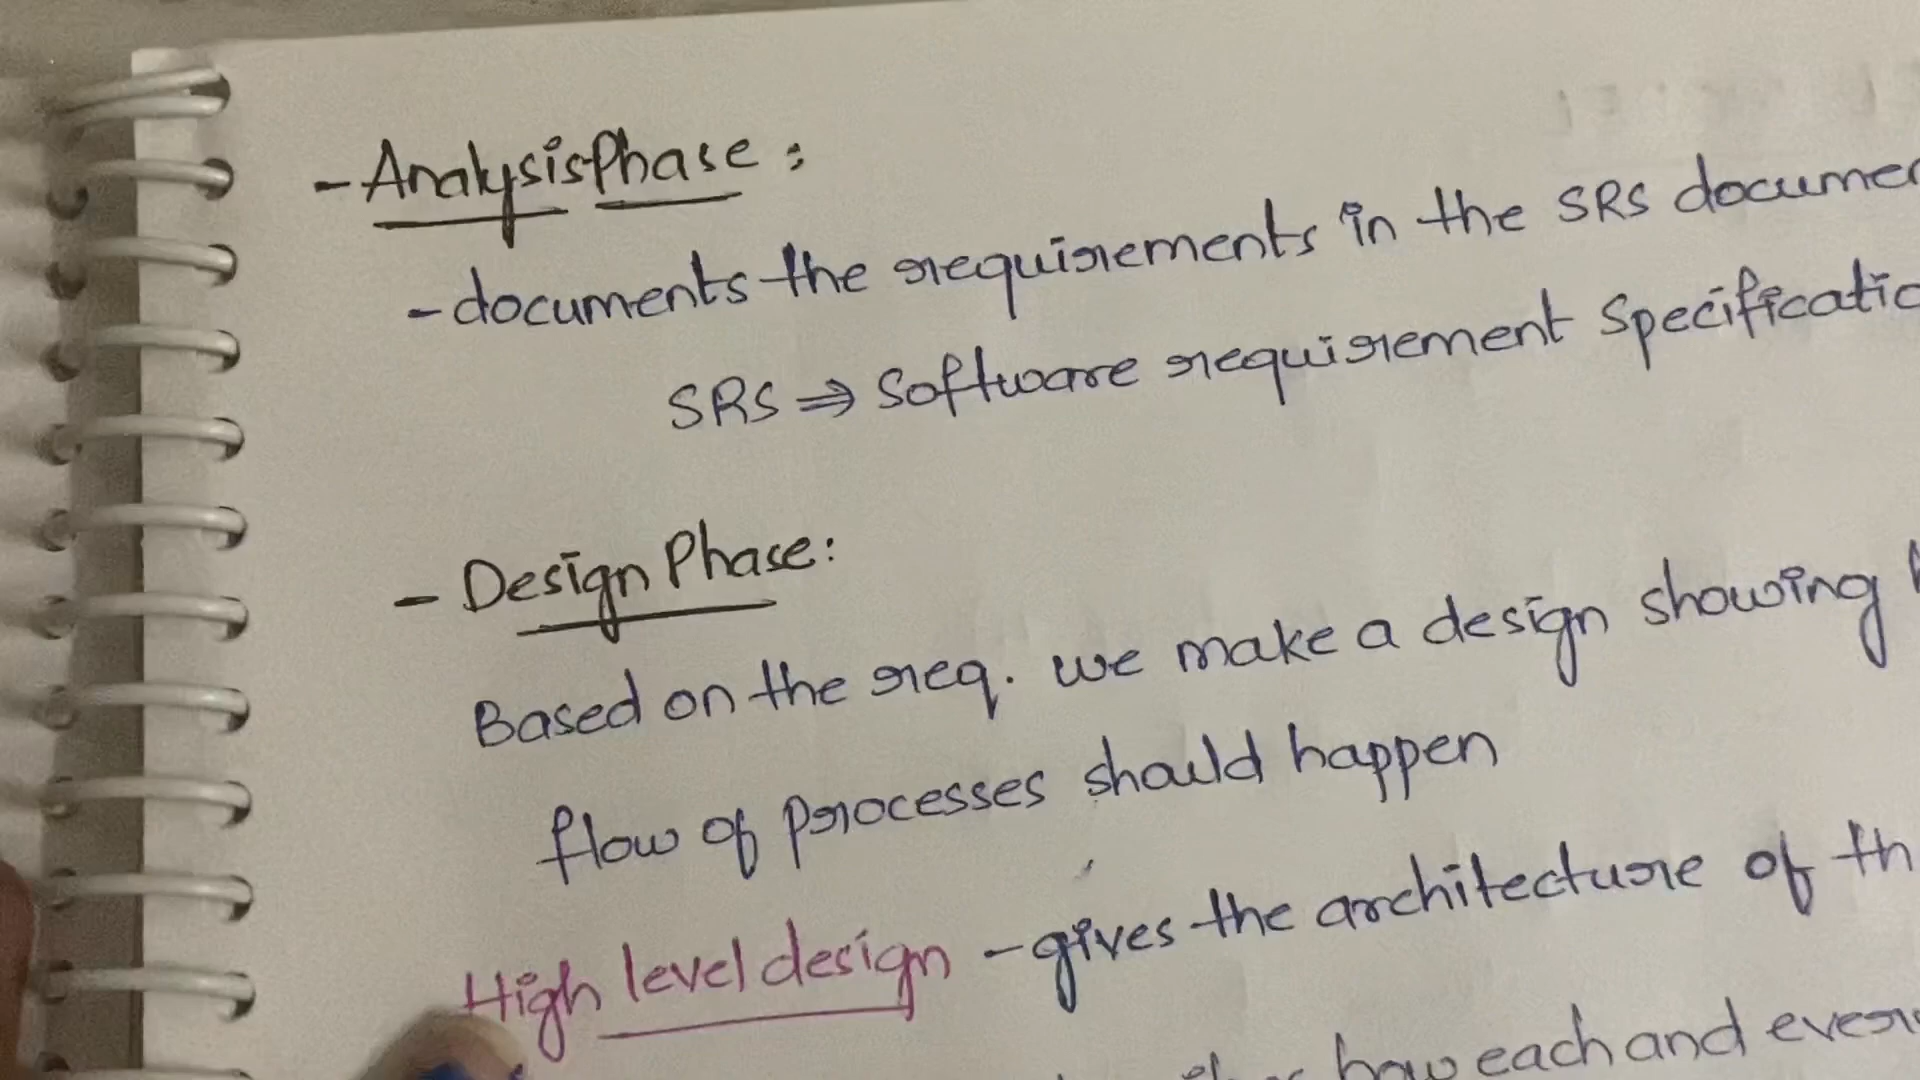 - Analysis Phase :
- documents the requirements in the SRS
SRS ⇒ Software requirement
- Design Phase :
Based on the req. we make a design showing
flow of processes should happen
High level design - gives the architecture of
how each and